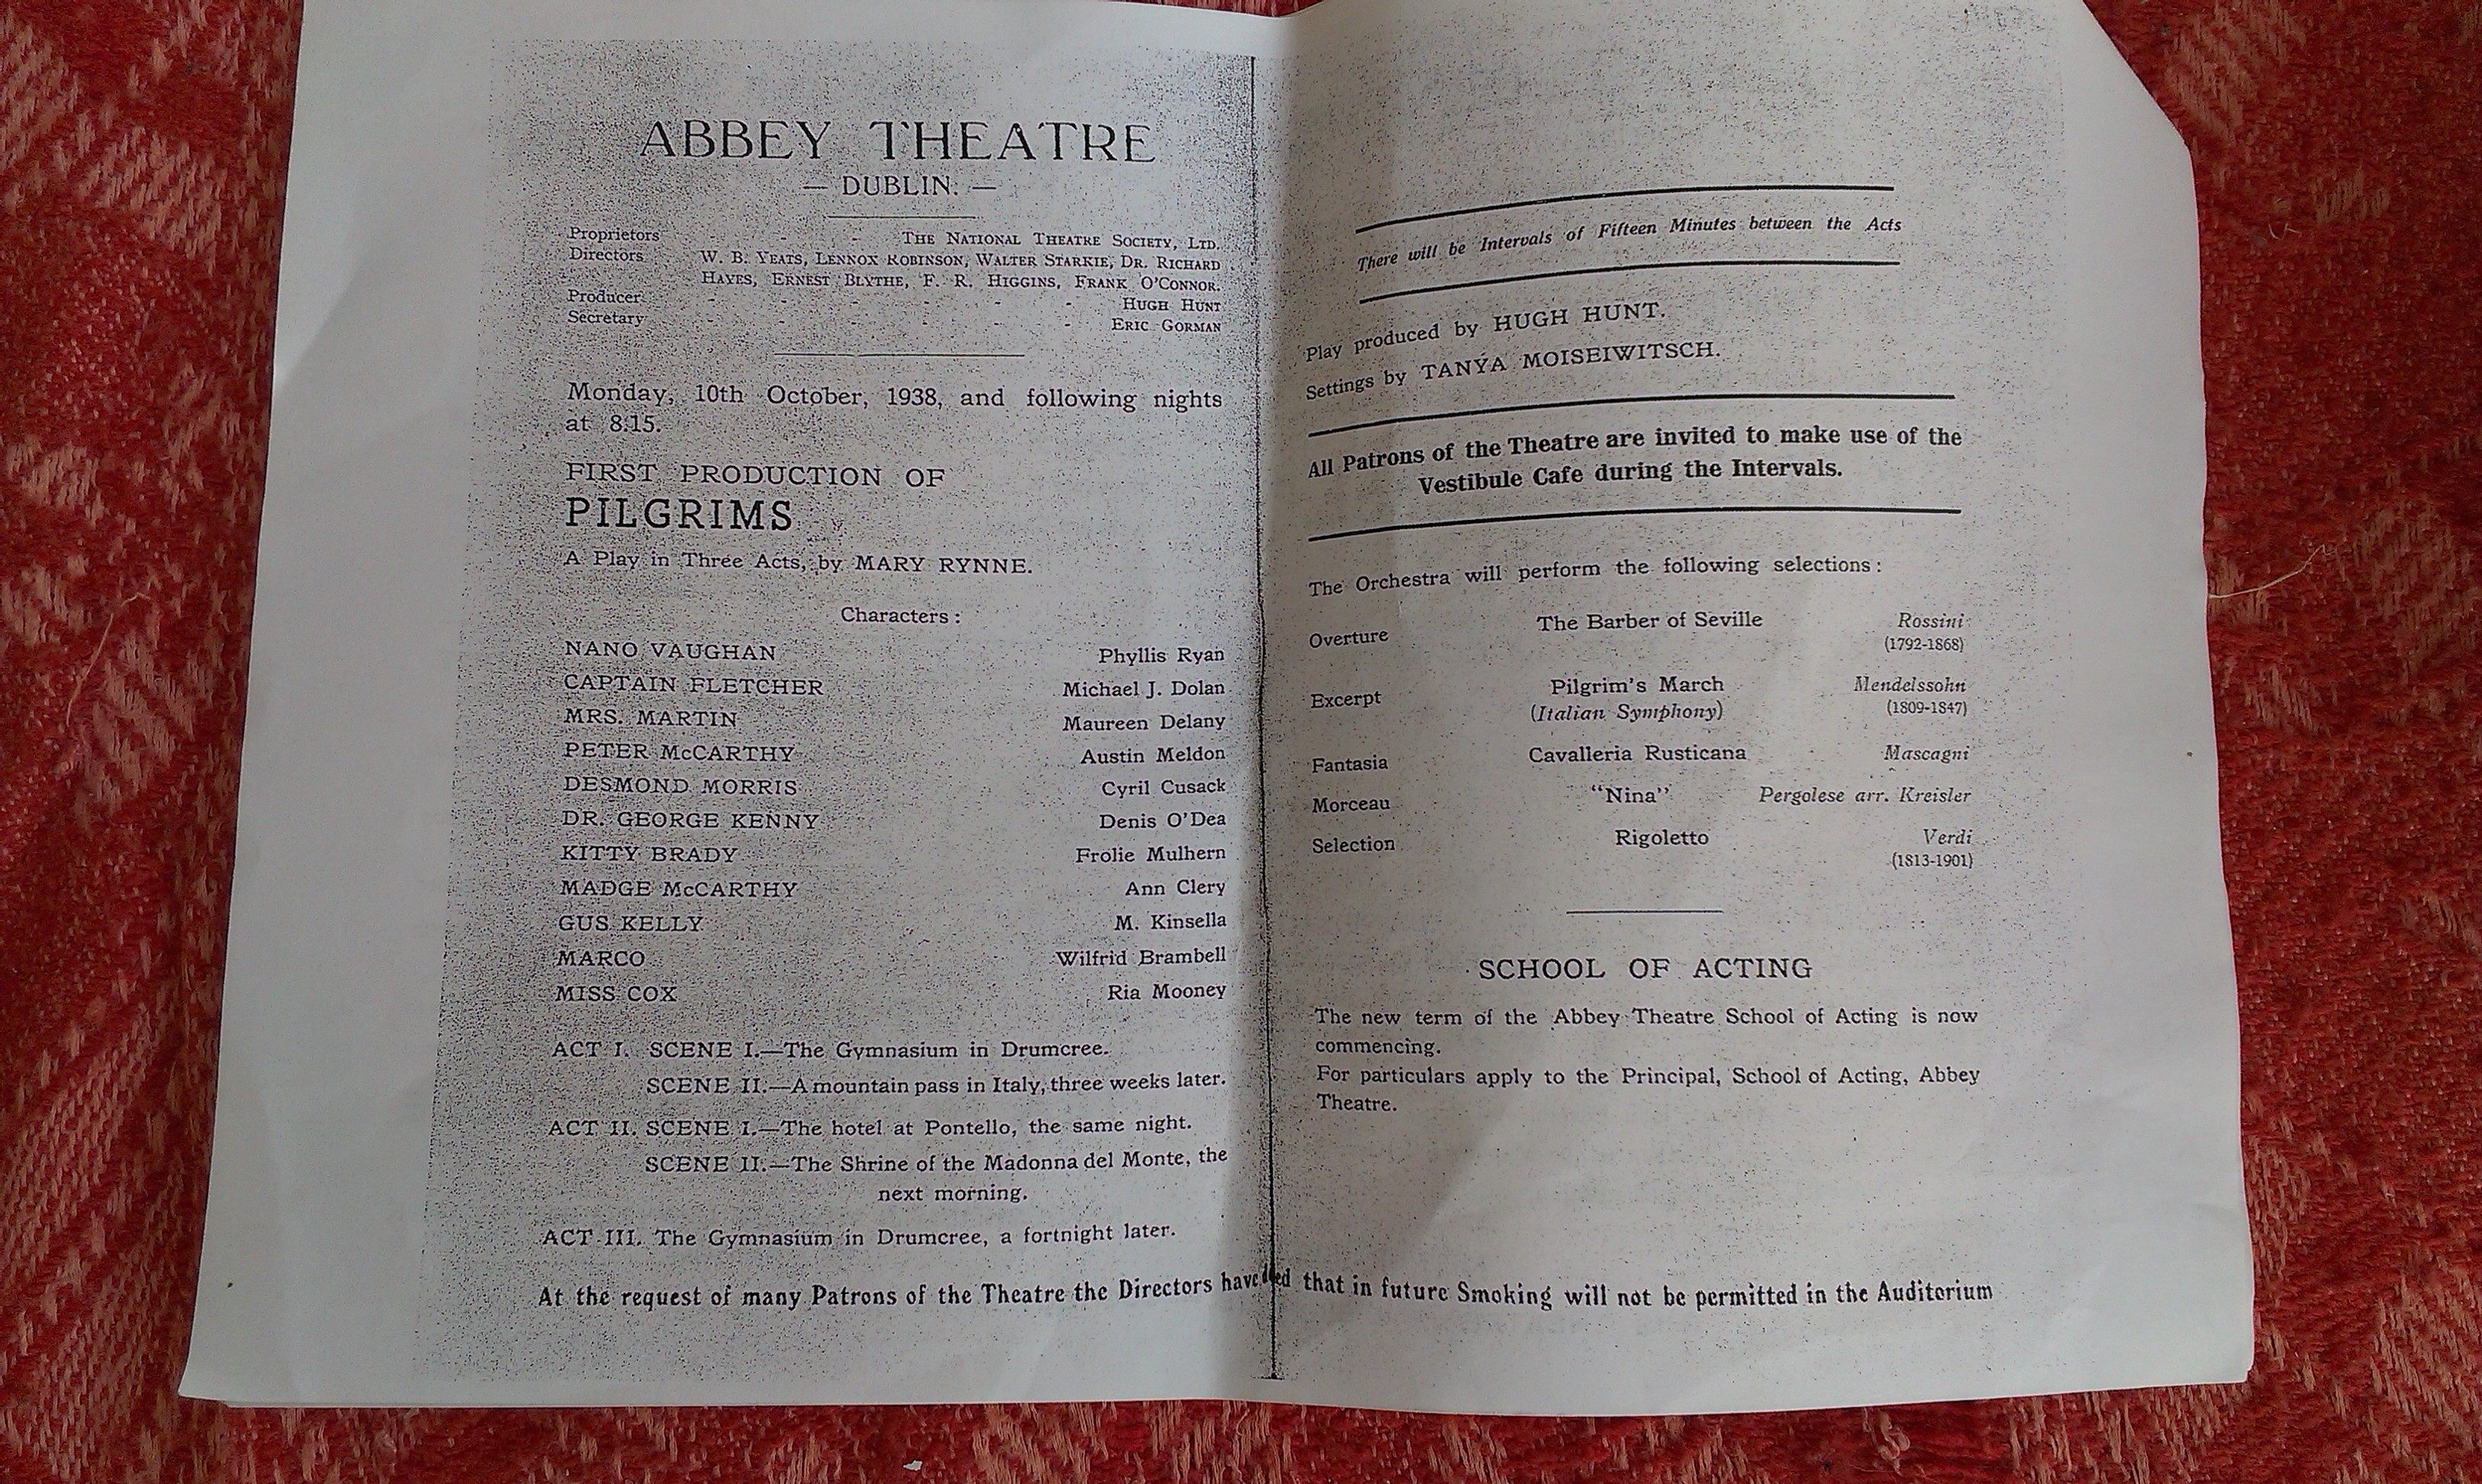 ABBEY THEATRE
— DUBLIN. —
Proprietors - - THE NATIONAL THEATRE SOCIETY, LTD.
Directors W. B. YEATS, LENNOX ROBINSON, WALTER STARKIE, DR. RICHARD
HAYES, ERNEST BLYTHE, F. R. HIGGINS, FRANK O'CONNOR.
Producer - - - - - - HUGH HUNT
Secretary - - - - - - ERIC GORMAN
Monday, 10th October, 1938, and following nights
at 8.15.
FIRST PRODUCTION OF
PILGRIMS
A Play in Three Acts, by MARY RYNNE.
Characters :
NANO VAUGHAN Phyllis Ryan
CAPTAIN FLETCHER Michael J. Dolan
MRS. MARTIN Maureen Delany
PETER McCARTHY Austin Meldon
DESMOND MORRIS Cyril Cusack
DR. GEORGE KENNY Denis O'Dea
KITTY BRADY Frolie Mulhern
MADGE McCARTHY Ann Clery
GUS KELLY M. Kinsella
MARCO Wilfrid Brambell
MISS COX Ria Mooney
ACT I. SCENE I.—The Gymnasium in Drumcree.
SCENE II.—A mountain pass in Italy, three weeks later.
ACT II. SCENE I.—The hotel at Pontello, the same night.
SCENE II.—The Shrine of the Madonna del Monte, the
next morning.
ACT III. The Gymnasium in Drumcree, a fortnight later.
There will be Intervals of Fifteen Minutes between the Acts
Play produced by HUGH HUNT.
Settings by TANYA MOISEIWITSCH.
All Patrons of the Theatre are invited to make use of the
Vestibule Cafe during the Intervals.
The Orchestra will perform the following selections :
Overture The Barber of Seville Rossini
(1792-1868)
Excerpt Pilgrim's March Mendelssohn
(Italian Symphony) (1809-1847)
Fantasia Cavalleria Rusticana Mascagni
Morceau "Nina" Pergolese arr. Kreisler
Selection Rigoletto Verdi
(1813-1901)
SCHOOL OF ACTING
The new term of the Abbey Theatre School of Acting is now
commencing.
For particulars apply to the Principal, School of Acting, Abbey
Theatre.
At the request of many Patrons of the Theatre the Directors have that in future Smoking will not be permitted in the Auditorium